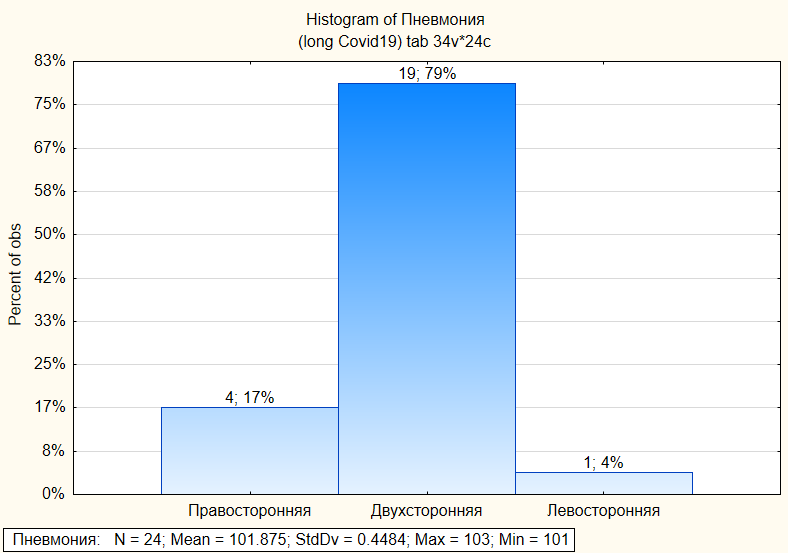 Histogram of Пневмония
(long Covid19) tab 34v*24c
83%
75%
67%
58%
50%
42%
33%
25%
17%
8%
0%
Percent of obs
4; 17%
19; 79%
1; 4%
Правосторонняя
Двухсторонняя
Левосторонняя
Пневмония: N = 24; Mean = 101.875; StdDv = 0.4484; Max = 103; Min = 101